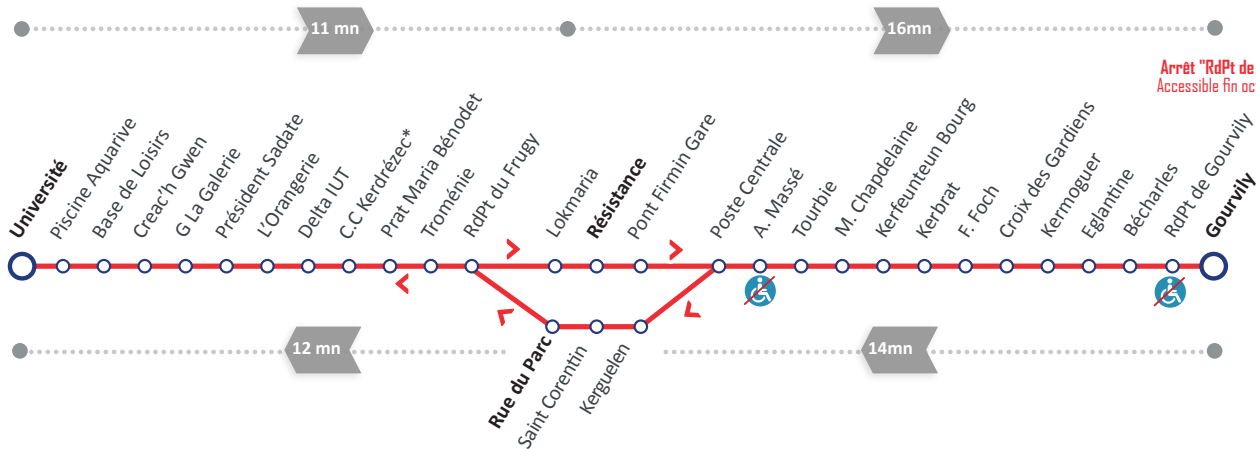 11 mn
16mn
Arrêt "RdPt de
Accessible fin oc
Université
Piscine Aquarive
Base de Loisirs
Creac'h Gwen
G La Galerie
Président Sadate
L'Orangerie
Delta IUT
C.C Kerdrézec*
Prat Maria Bénodet
Troménie
RdPt du Frugy
Lokmaria
Résistance
Pont Firmin Gare
Poste Centrale
A. Massé
Tourbie
M. Chapdelaine
Kerfeunteun Bourg
Kerbrat
F. Foch
Croix des Gardiens
Kermoguer
Eglantine
Bécharles
RdPt de Gourvily
Gourvily
Rue du Parc
Saint Corentin
Kerguelen
12 mn
14mn